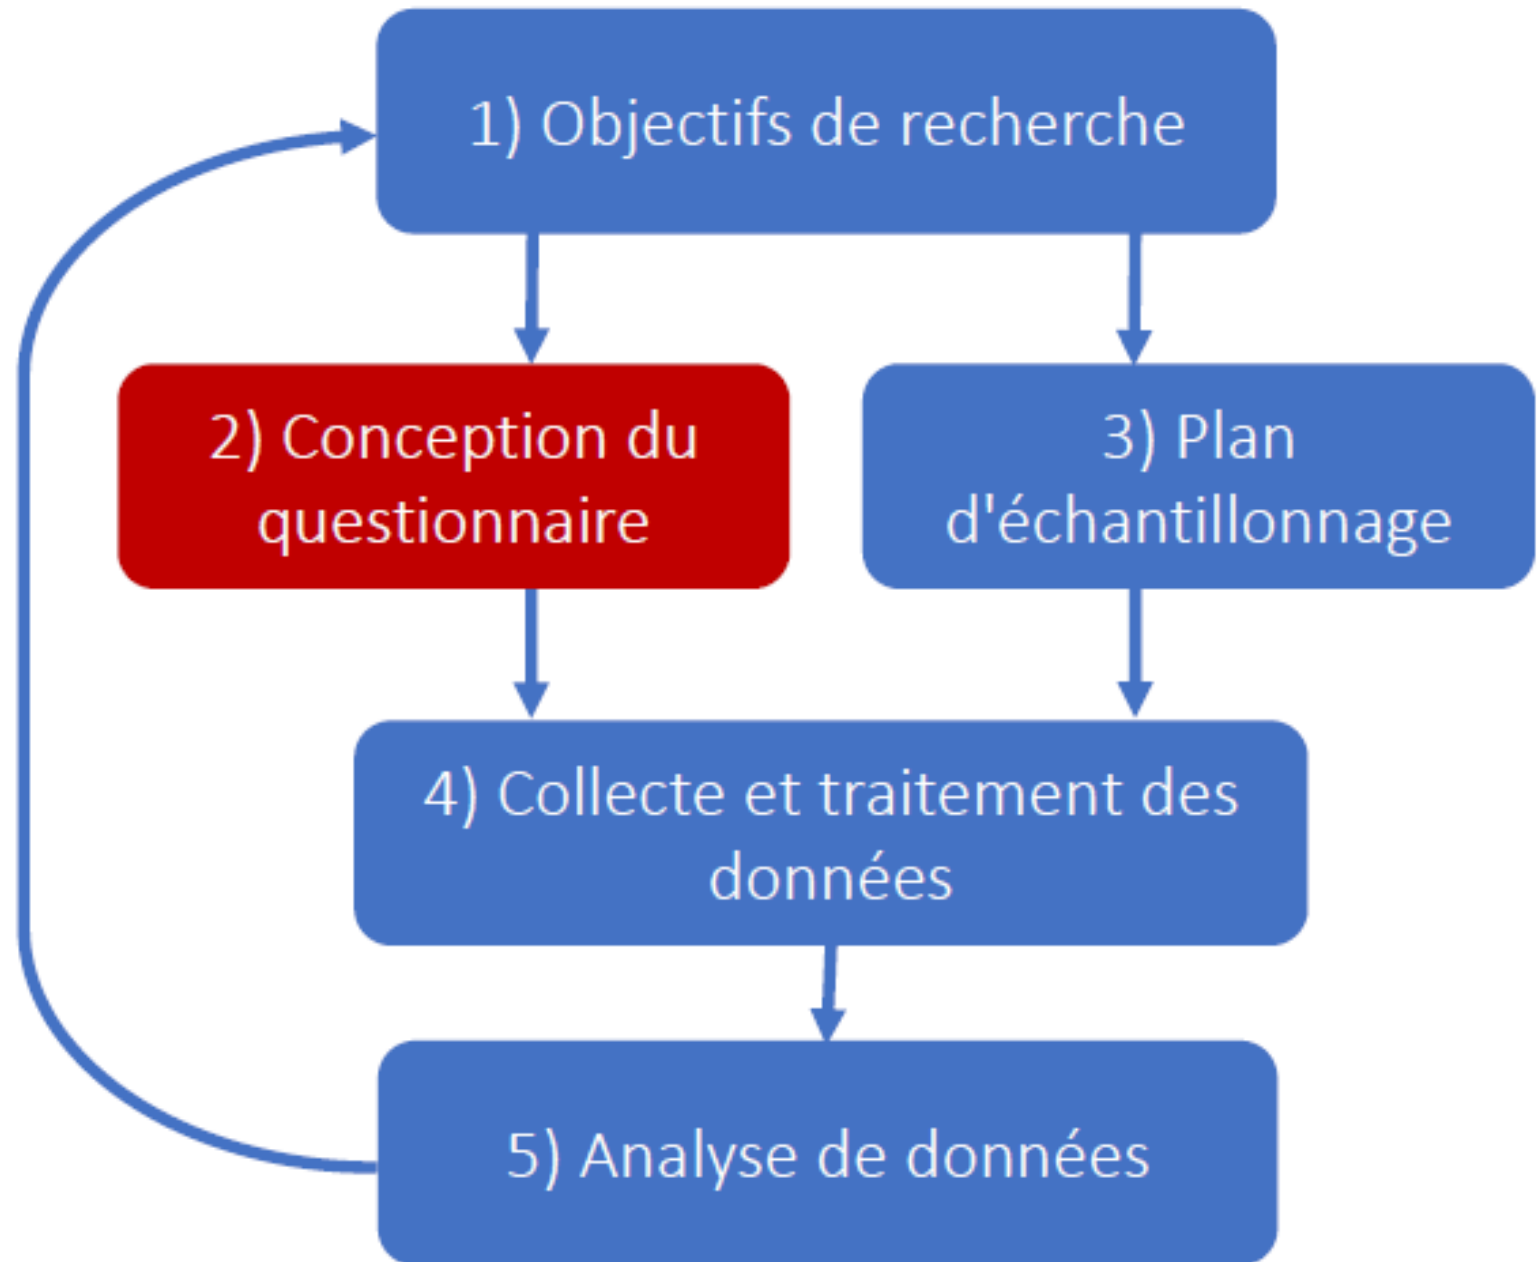 1) Objectifs de recherche
2) Conception du
questionnaire
3) Plan
d'échantillonnage
4) Collecte et traitement des
données
5) Analyse de données